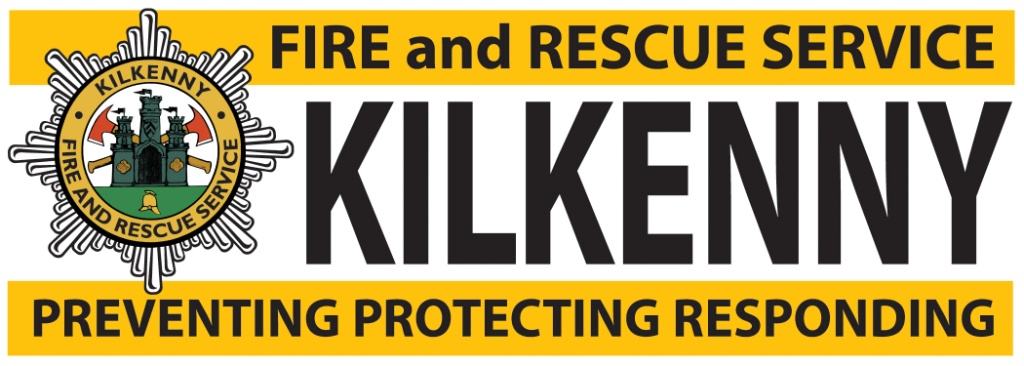 FIRE and RESCUE SERVICE
KILKENNY
FIRE AND RESCUE SERVICE
KILKENNY
PREVENTING PROTECTING RESPONDING